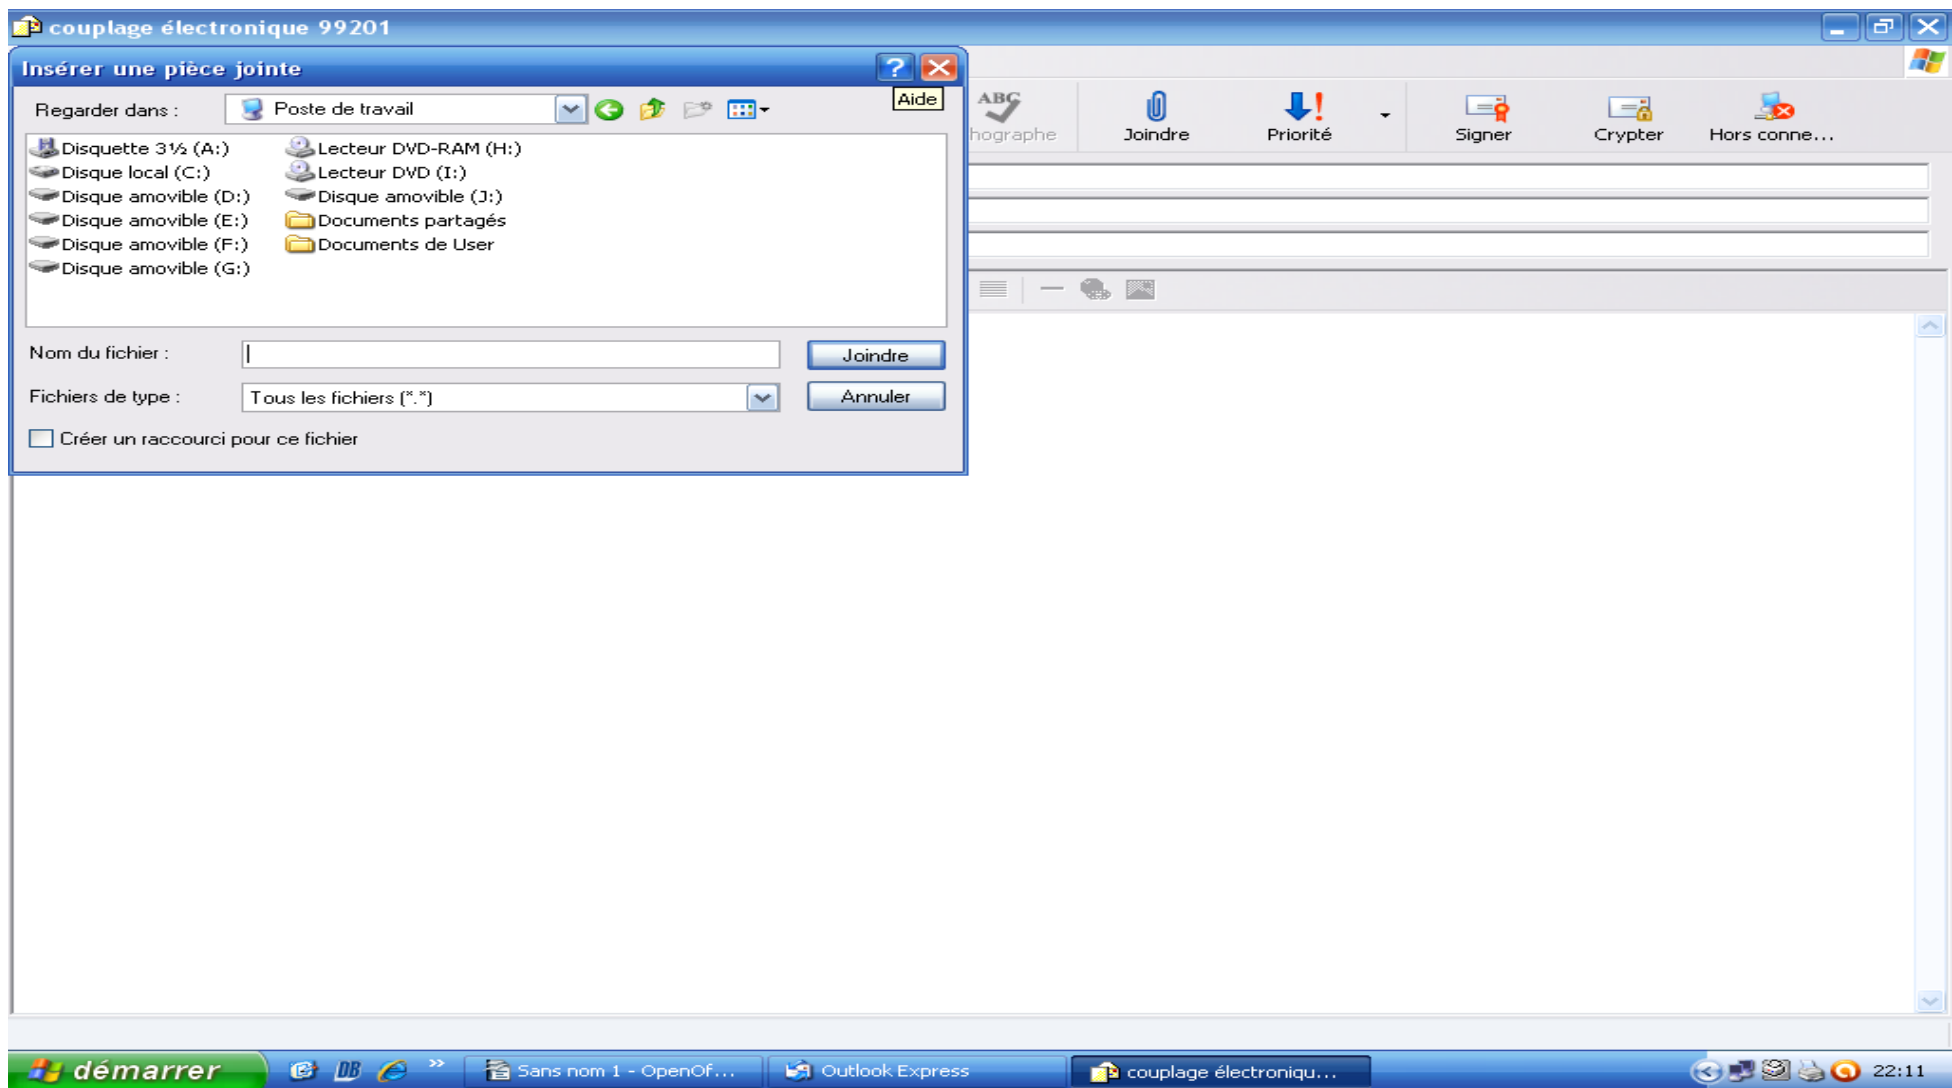 couplage électronique 99201
Insérer une pièce jointe
Aide
Regarder dans :
Poste de travail
Disquette 3½ (A:)
Disque local (C:)
Disque amovible (D:)
Disque amovible (E:)
Disque amovible (F:)
Disque amovible (G:)
Lecteur DVD-RAM (H:)
Lecteur DVD (I:)
Disque amovible (J:)
Documents partagés
Documents de User
Nom du fichier :
Joindre
Fichiers de type :
Tous les fichiers (*.*)
Annuler
Créer un raccourci pour ce fichier
ABC
hographe
Joindre
Priorité
Signer
Crypter
Hors conne...
démarrer
DB
»
Sans nom 1 - OpenOf...
Outlook Express
couplage électroniqu...
22:11